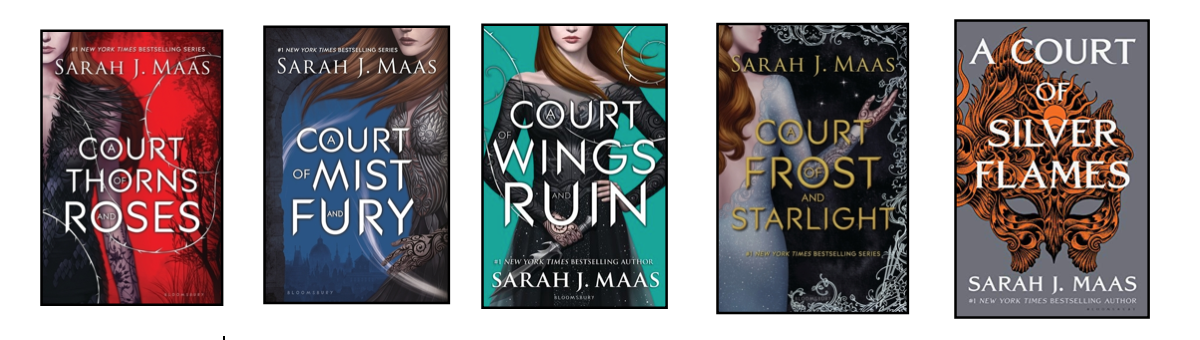 #1 NEW YORK TIMES BESTSELLING SERIES
SARAH J. MAAS
A
COURT
OF
THORNS
AND
ROSES
BLOOMSBURY
#1 NEW YORK TIMES BESTSELLING SERIES
SARAH J. MAAS
A
COURT
OF MIST
AND
FURY
BLOOMSBURY
A
COURT
OF
WINGS
AND
RUIN
#1 NEW YORK TIMES BESTSELLING AUTHOR
SARAH J. MAAS
BLOOMSBURY
SARAH J. MAAS
A
COURT
OF
FROST
AND
STARLIGHT
#1 NEW YORK TIMES BESTSELLING SERIES
A COURT
OF
SILVER
FLAMES
SARAH J. MAAS
#1 NEW YORK TIMES BESTSELLING AUTHOR
BLOOMSBURY